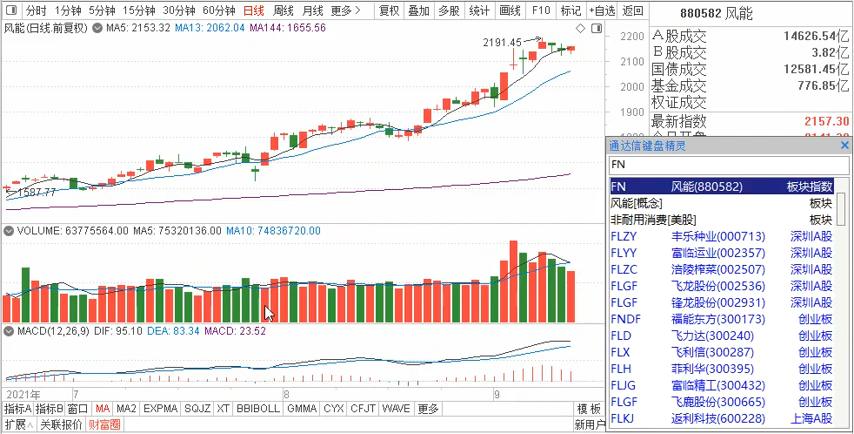 分时 1分钟 5分钟 15分钟 30分钟 60分钟 日线 周线 月线 更多 > 复权 叠加 多股 统计 画线 F10 标记 +自选 返回
880582 风能
风能(日线.前复权) MA5: 2153.32 MA13: 2062.04 MA144: 1655.56
2191.45
1587.77
2200
2100
2000
1900
1800
A股成交 14626.54亿
B股成交 3.82亿
国债成交 12581.45亿
基金成交 776.85亿
权证成交
最新指数 2157.30
通达信键盘精灵
FN
FN 风能(880582) 板块指数
风能[概念] 板块
非耐用消费[美股] 板块
FLZY 丰乐种业(000713) 深圳A股
FLYY 富临运业(002357) 深圳A股
FLZC 涪陵榨菜(002507) 深圳A股
FLGF 飞龙股份(002536) 深圳A股
FLGF 锋龙股份(002931) 深圳A股
FNDF 福能东方(300173) 创业板
FLD 飞力达(300240) 创业板
FLX 飞利信(300287) 创业板
FLH 菲利华(300395) 创业板
FLJG 富临精工(300432) 创业板
FLGF 飞鹿股份(300665) 创业板
FLKJ 返利科技(600228) 上海A股
VOLUME: 63775564.00 MA5: 75320136.00 MA10: 74836720.00
MACD(12,26,9) DIF: 95.10 DEA: 83.34 MACD: 23.52
2021年 7 8 9
指标A 指标B 窗口 MA MA2 EXPMA SQJZ XT BBIBOLL GMMA CYX CFJT WAVE 更多 模板
扩展∧ 关联报价 财富圈 新用户